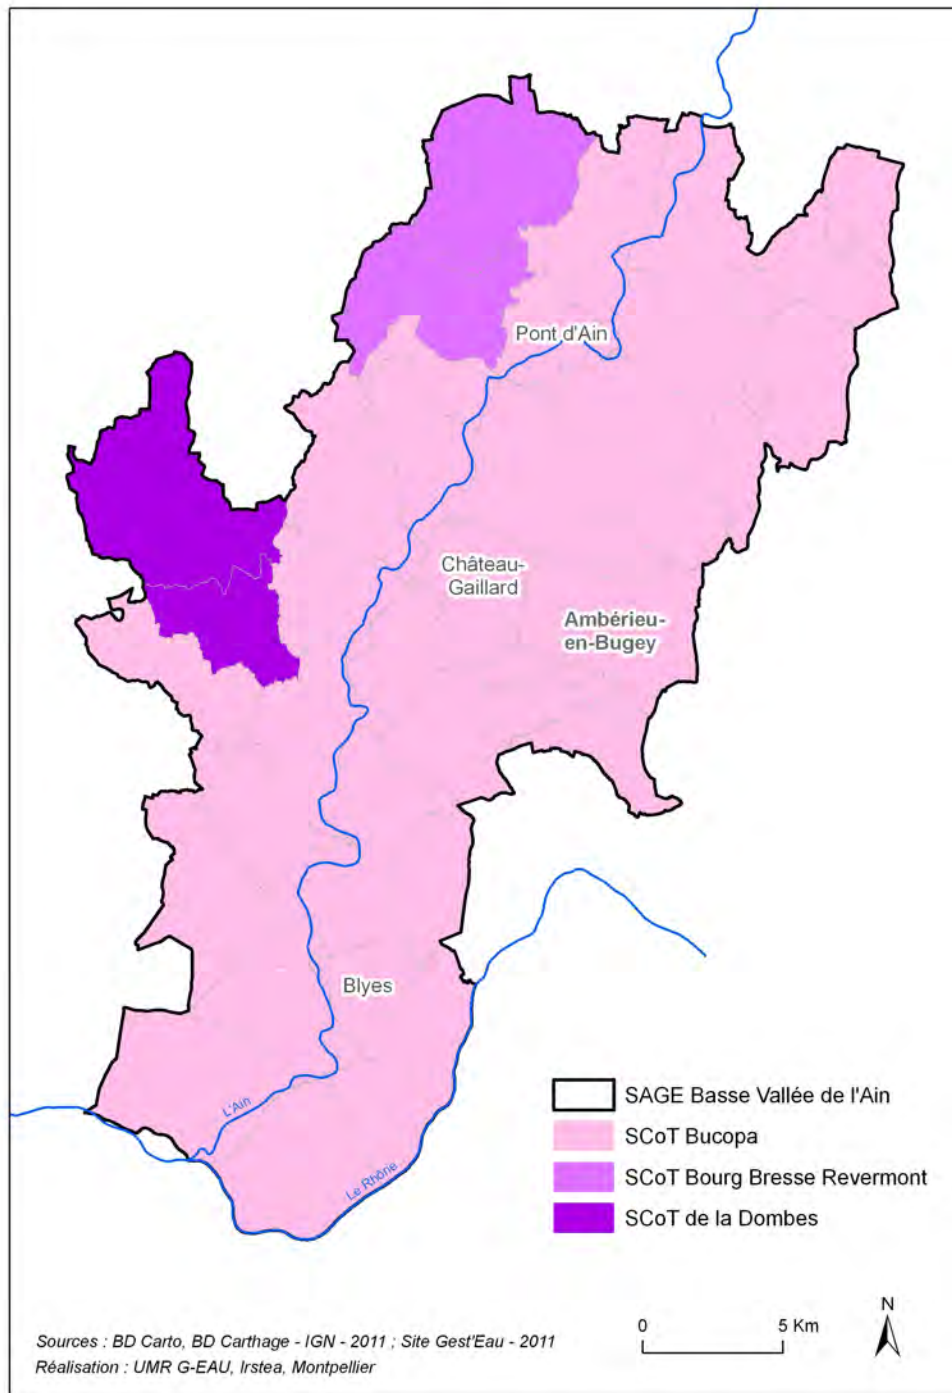 Pont d'Ain
Château-
Gaillard
Ambérieu-
en-Bugey
Blyes
L'Ain
Le Rhône
SAGE Basse Vallée de l'Ain
SCoT Bucopa
SCoT Bourg Bresse Revermont
SCoT de la Dombes
N
0 5 Km
Sources : BD Carto, BD Carthage - IGN - 2011 ; Site Gest'Eau - 2011
Réalisation : UMR G-EAU, Irstea, Montpellier